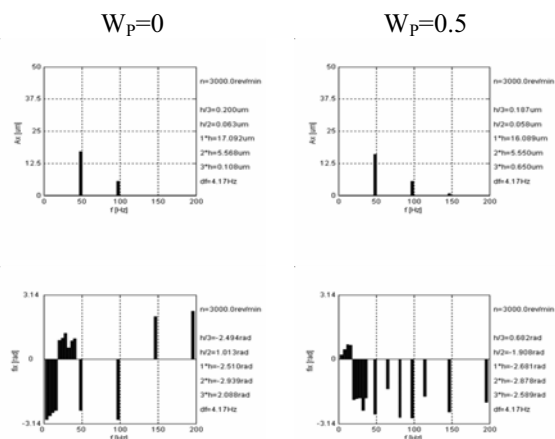 W_P=0
W_P=0.5
50
37.5
25
12.5
0
Ax [um]
0 50 100 150 200
f [Hz]
n=3000.0rev/min
h/3=0.200um
h/2=0.063um
1*h=17.092um
2*h=5.568um
3*h=0.108um
df=4.17Hz
50
37.5
25
12.5
0
Ax [um]
0 50 100 150 200
f [Hz]
n=3000.0rev/min
h/3=0.187um
h/2=0.058um
1*h=16.089um
2*h=5.550um
3*h=0.650um
df=4.17Hz
3.14
0
-3.14
fix [rad]
0 50 100 150 200
f [Hz]
n=3000.0rev/min
h/3=-2.494rad
h/2=1.013rad
1*h=-2.510rad
2*h=-2.939rad
3*h=2.088rad
df=4.17Hz
3.14
0
-3.14
fix [rad]
0 50 100 150 200
f [Hz]
n=3000.0rev/min
h/3=0.682rad
h/2=-1.908rad
1*h=-2.681rad
2*h=-2.878rad
3*h=-2.589rad
df=4.17Hz